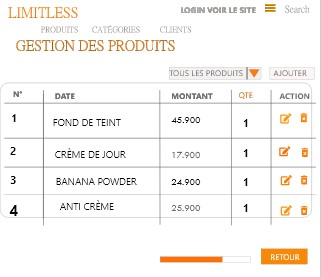 LIMITLESS
LOGIN VOIR LE SITE
Search
PRODUITS CATÉGORIES CLIENTS
GESTION DES PRODUITS
TOUS LES PRODUITS
AJOUTER
N° DATE MONTANT QTE ACTION
1 FOND DE TEINT 45.900 1
2 CRÈME DE JOUR 17.900 1
3 BANANA POWDER 24.900 1
4 ANTI CRÈME 25.900 1
RETOUR